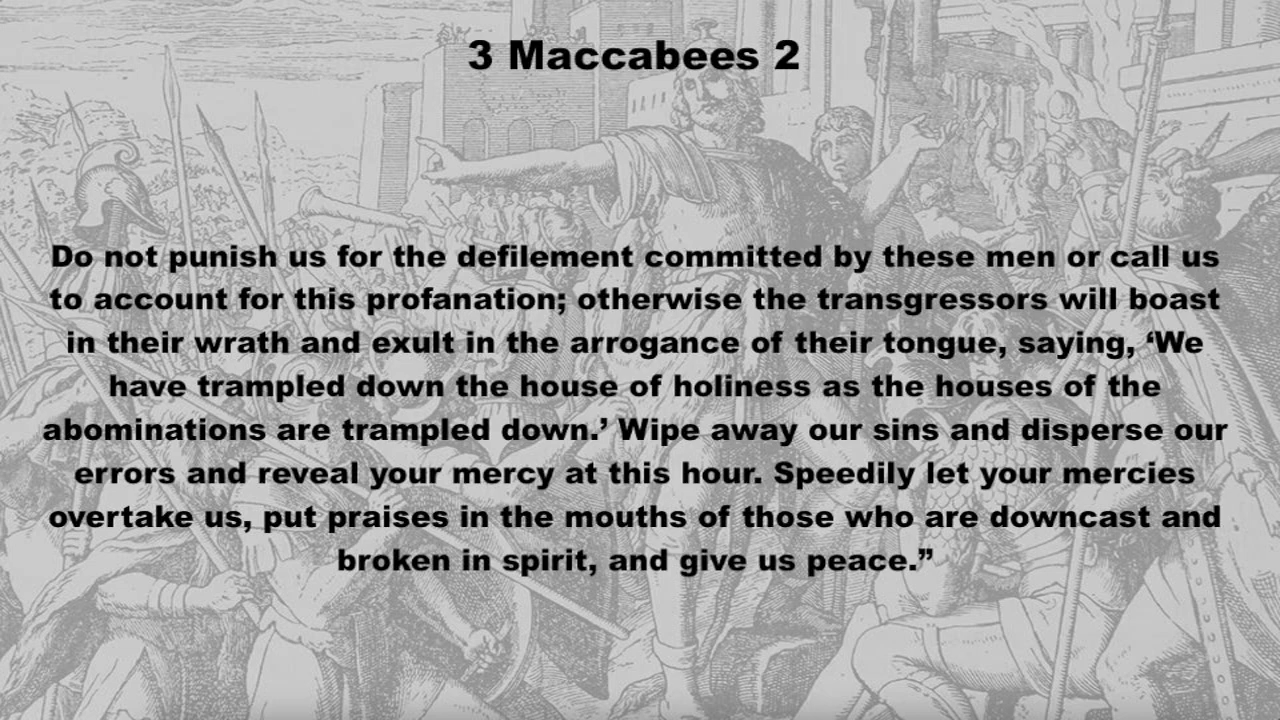 3 Maccabees 2
Do not punish us for the defilement committed by these men or call us
to account for this profanation; otherwise the transgressors will boast
in their wrath and exult in the arrogance of their tongue, saying, ‘We
have trampled down the house of holiness as the houses of the
abominations are trampled down.’ Wipe away our sins and disperse our
errors and reveal your mercy at this hour. Speedily let your mercies
overtake us, put praises in the mouths of those who are downcast and
broken in spirit, and give us peace.”